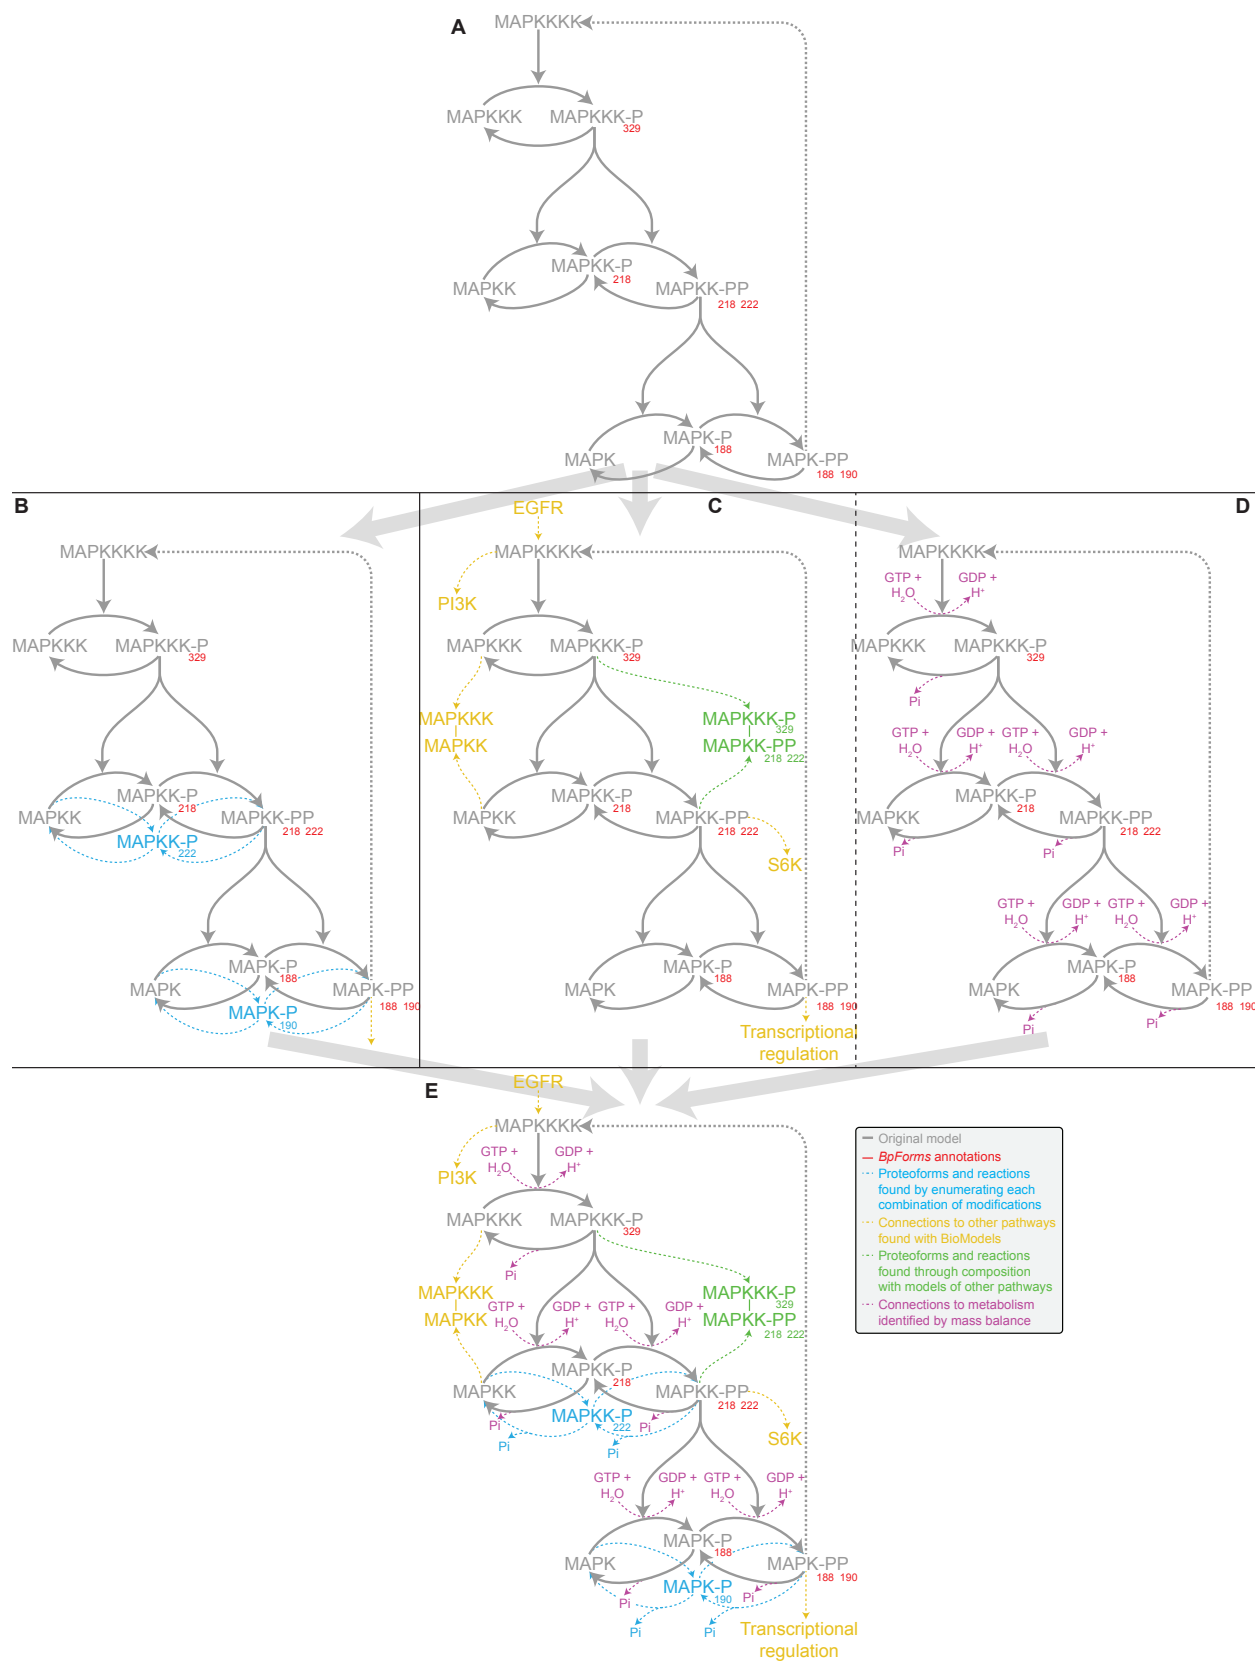 A
MAPKKKK
MAPKKK
MAPKKK-P
329
MAPKK-P
218
MAPKK
MAPKK-PP
218 222
MAPK-P
188
MAPK
MAPK-PP
188 190
B
MAPKKKK
MAPKKK
MAPKKK-P
329
MAPKK-P
218
MAPKK
MAPKK-PP
218 222
MAPKK-P
222
MAPK-P
188
MAPK
MAPK-PP
188 190
MAPK-P
190
C
EGFR
MAPKKKK
PI3K
MAPKKK
MAPKKK-P
329
MAPKKK
MAPKK
MAPKKK-P
329
MAPKK-PP
218 222
MAPKK-P
218
MAPKK
MAPKK-PP
218 222
S6K
MAPK-P
188
MAPK
MAPK-PP
188 190
Transcriptional
regulation
D
MAPKKKK
GTP +
H2O
GDP +
H+
MAPKKK
MAPKKK-P
329
Pi
GTP +
H2O
GDP +
H+
GTP +
H2O
GDP +
H+
MAPKK-P
218
MAPKK
MAPKK-PP
218 222
Pi
Pi
GTP +
H2O
GDP +
H+
GTP +
H2O
GDP +
H+
MAPK-P
188
MAPK
MAPK-PP
188 190
Pi
Pi
E
EGFR
MAPKKKK
GTP +
H2O
GDP +
H+
PI3K
MAPKKK
MAPKKK-P
329
Pi
MAPKKK
MAPKK
GTP +
H2O
GDP +
H+
GTP +
H2O
GDP +
H+
MAPKKK-P
329
MAPKK-PP
218 222
MAPKK-P
218
MAPKK
MAPKK-PP
218 222
Pi
MAPKK-P
222
Pi
Pi
Pi
S6K
GTP +
H2O
GDP +
H+
GTP +
H2O
GDP +
H+
MAPK-P
188
MAPK
MAPK-PP
188 190
Pi
MAPK-P
190
Pi
Pi
Pi
Transcriptional
regulation
Original model
BpForms annotations
Proteoforms and reactions
found by enumerating each
combination of modifications
Connections to other pathways
found with BioModels
Proteoforms and reactions
found through composition
with models of other pathways
Connections to metabolism
identified by mass balance